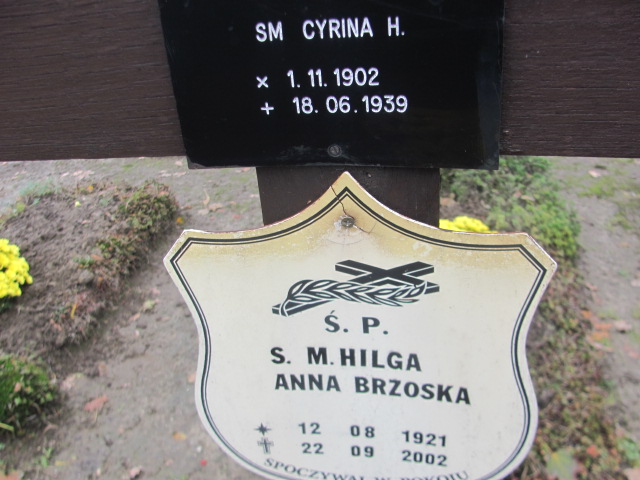 SM CYRINA H.
× 1.11.1902
+ 18.06.1939
Ś. P.
S. M. HILGA
ANNA BRZOSKA
12 08 1921
22 09 2002
SPOCZYWAJ W POKOJU